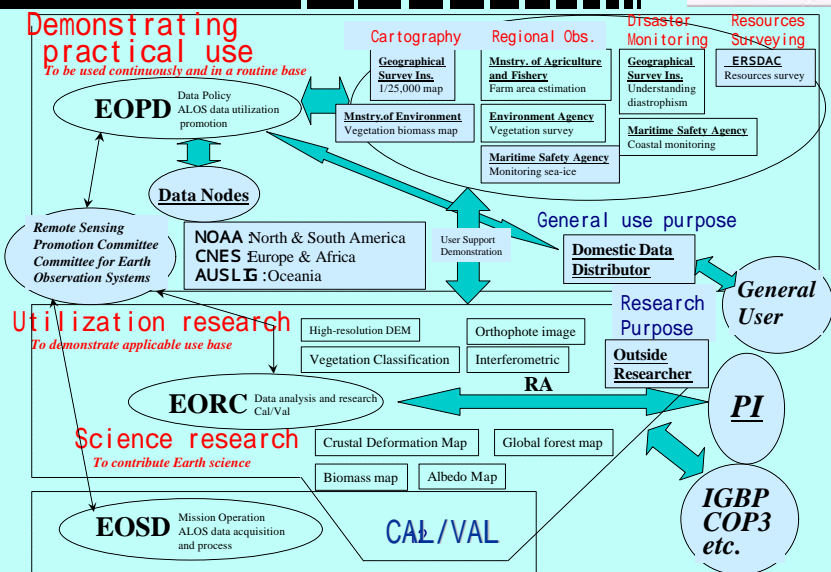 Demonstrating
practical use
To be used continuously and in a routine base
EOPD
Data Policy
ALOS data utilization
promotion
Cartography
Geographical
Survey Ins.
1/25,000 map
Mnstry.of Environment
Vegetation biomass map
Regional Obs.
Mnstry. of Agriculture
and Fishery
Farm area estimation
Environment Agency
Vegetation survey
Maritime Safety Agency
Monitoring sea-ice
Disaster
Monitoring
Geographical
Survey Ins.
Understanding
diastrophism
Maritime Safety Agency
Coastal monitoring
Resources
Surveying
ERSDAC
Resources survey
Data Nodes
Remote Sensing
Promotion Committee
Committee for Earth
Observation Systems
NOAA :North & South America
CNES :Europe & Africa
AUSLIG :Oceania
User Support
Demonstration
General use purpose
Domestic Data
Distributor
General
User
Utilization research
To demonstrate applicable use base
High-resolution DEM
Orthophote image
Vegetation Classification
Interferometric
Research
Purpose
Outside
Researcher
EORC
Data analysis and research
Cal/Val
RA
PI
Science research
To contribute Earth science
Crustal Deformation Map
Global forest map
Biomass map
Albedo Map
IGBP
COP3
etc.
EOSD
Mission Operation
ALOS data acquisition
and process
CAL/VAL
12